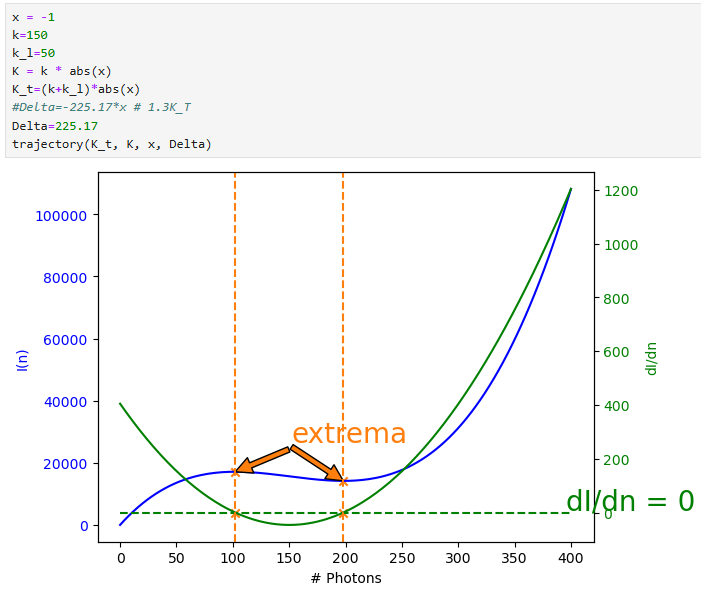 x = -1
k=150
k_l=50
K = k * abs(x)
K_t=(k+k_l)*abs(x)
#Delta=-225.17*x # 1.3K_T
Delta=225.17
trajectory(K_t, K, x, Delta)
100000
80000
60000
40000
20000
0
I(n)
1200
1000
800
600
400
200
0
dI/dn
extrema
dI/dn = 0
0 50 100 150 200 250 300 350 400
# Photons